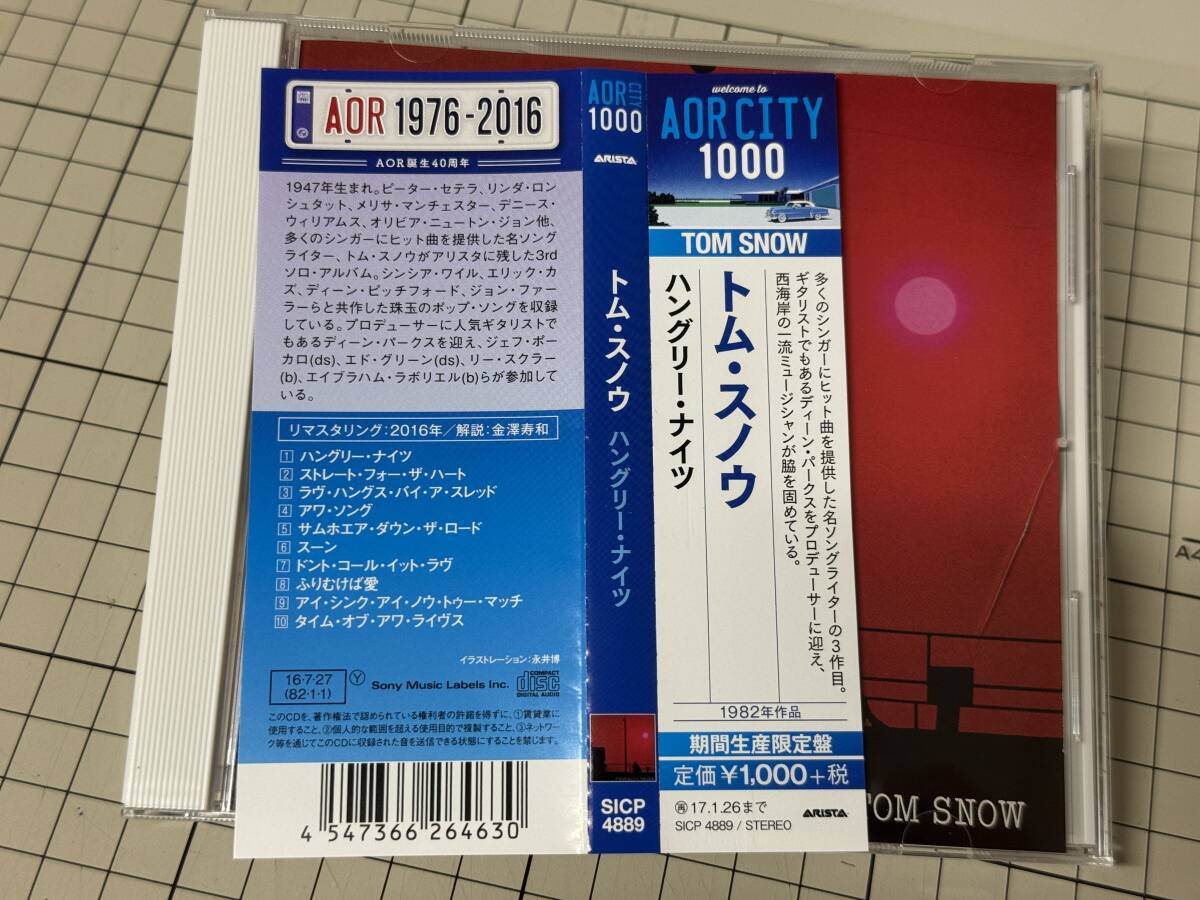 AOR 1976-2016
AOR誕生40周年
1947年生まれ。ピーター・セテラ、リンダ・ロン
シュタット、メリサ・マンチェスター、デニース・
ウィリアムス、オリビア・ニュートン・ジョン他、
多くのシンガーにヒット曲を提供した名ソング
ライター、トム・スノウがアリスタに残した3rd
ソロ・アルバム。シンシア・ワイル、エリック・カ
ズ、ディーン・ピッチフォード、ジョン・ファー
ラーらと共作した珠玉のポップ・ソングを収録
している。プロデューサーに人気ギタリストで
もあるディーン・パークスを迎え、ジェフ・ポー
カロ(ds)、エド・グリーン(ds)、リー・スクラー
(b)、エイブラハム・ラボリエル(b)らが参加して
いる。
リマスタリング:2016年/解説:金澤寿和
1 ハングリー・ナイツ
2 ストレート・フォー・ザ・ハート
3 ラヴ・ハングス・バイ・ア・スレッド
4 アワ・ソング
5 サムホエア・ダウン・ザ・ロード
6 スーン
7 ドント・コール・イット・ラヴ
8 ふりむけば愛
9 アイ・シンク・アイ・ノウ・トゥー・マッチ
10 タイム・オブ・アワ・ライヴス
イラストレーション:永井博
16・7・27
(82・1・1)
Y
Sony Music Labels Inc.
COMPACT
disc
DIGITAL AUDIO
このCDを、著作権法で認められている権利者の許諾を得ずに、①賃貸業に
使用すること、②個人的な範囲を超える使用目的で複製すること、③ネットワー
ク等を通じてこのCDに収録された音を送信できる状態にすることを禁じます。
4 547366 264630
AOR CITY
1000
ARISTA
トム・スノウ ハングリー・ナイツ
SICP
4889
welcome to
AOR CITY
1000
TOM SNOW
多くのシンガーにヒット曲を提供した名ソングライターの3作目。
ギタリストでもあるディーン・パークスをプロデューサーに迎え、
西海岸の一流ミュージシャンが脇を固めている。
トム・スノウ
ハングリー・ナイツ
1982年作品
期間生産限定盤
定価¥1,000+税
再17.1.26まで
SICP 4889 / STEREO
ARISTA
TOM SNOW
A4